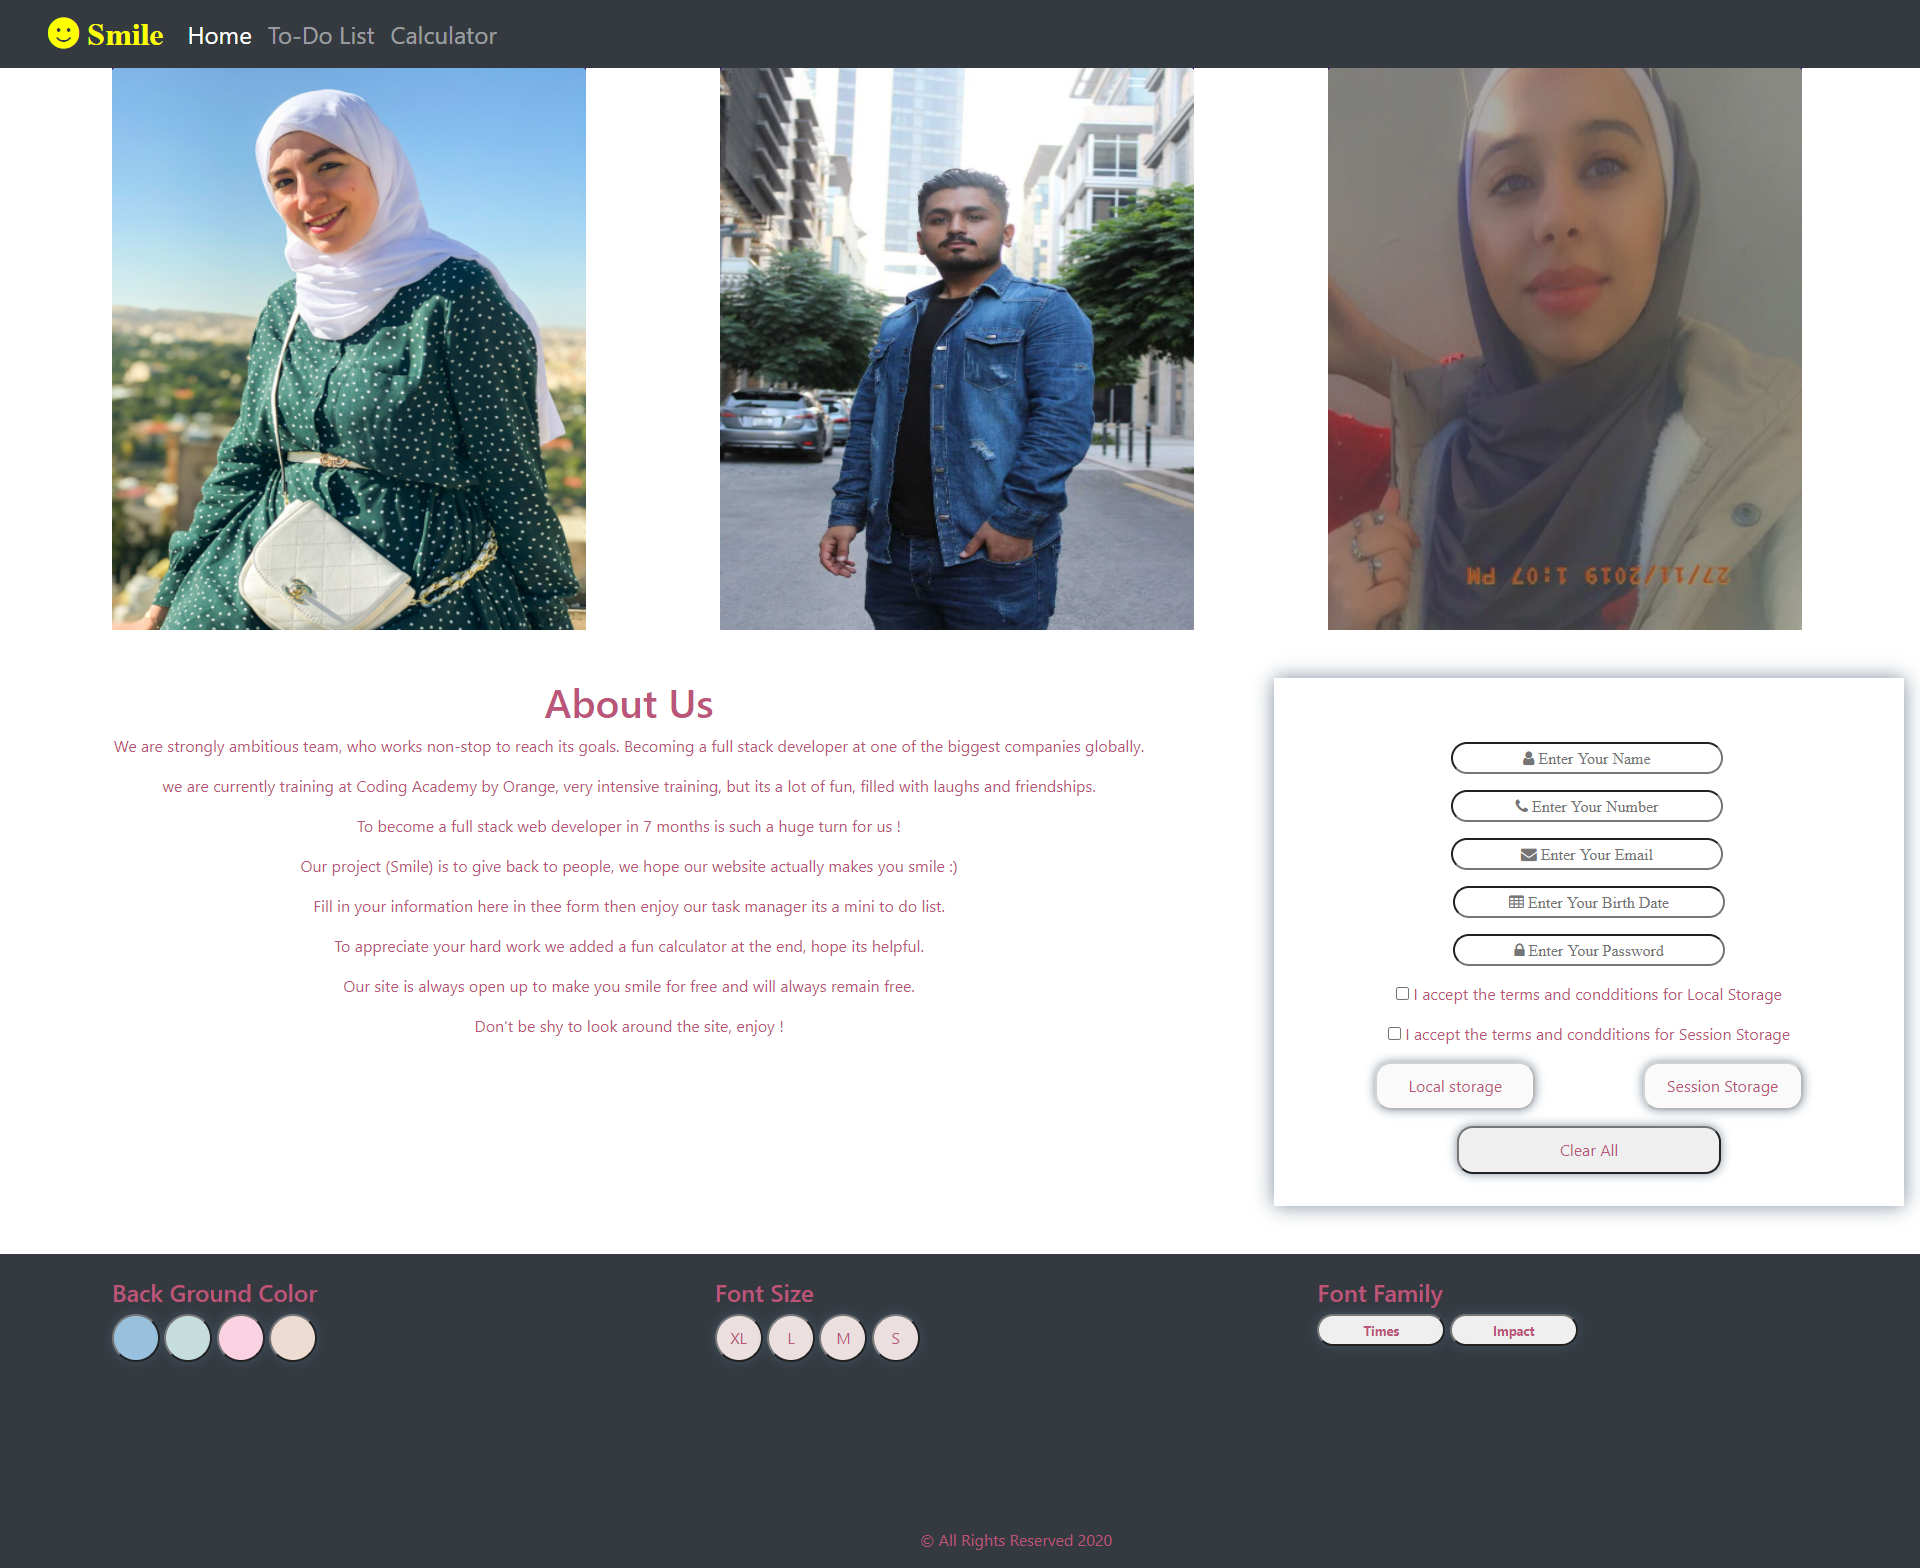 Smile Home To-Do List Calculator
27/11/2019 1:07 PM
About Us
We are strongly ambitious team, who works non-stop to reach its goals. Becoming a full stack developer at one of the biggest companies globally.
we are currently training at Coding Academy by Orange, very intensive training, but its a lot of fun, filled with laughs and friendships.
To become a full stack web developer in 7 months is such a huge turn for us !
Our project (Smile) is to give back to people, we hope our website actually makes you smile :)
Fill in your information here in thee form then enjoy our task manager its a mini to do list.
To appreciate your hard work we added a fun calculator at the end, hope its helpful.
Our site is always open up to make you smile for free and will always remain free.
Don't be shy to look around the site, enjoy !
Enter Your Name
Enter Your Number
Enter Your Email
Enter Your Birth Date
Enter Your Password
I accept the terms and condditions for Local Storage
I accept the terms and condditions for Session Storage
Local storage Session Storage
Clear All
Back Ground Color
Font Size
XL L M S
Font Family
Times Impact
© All Rights Reserved 2020